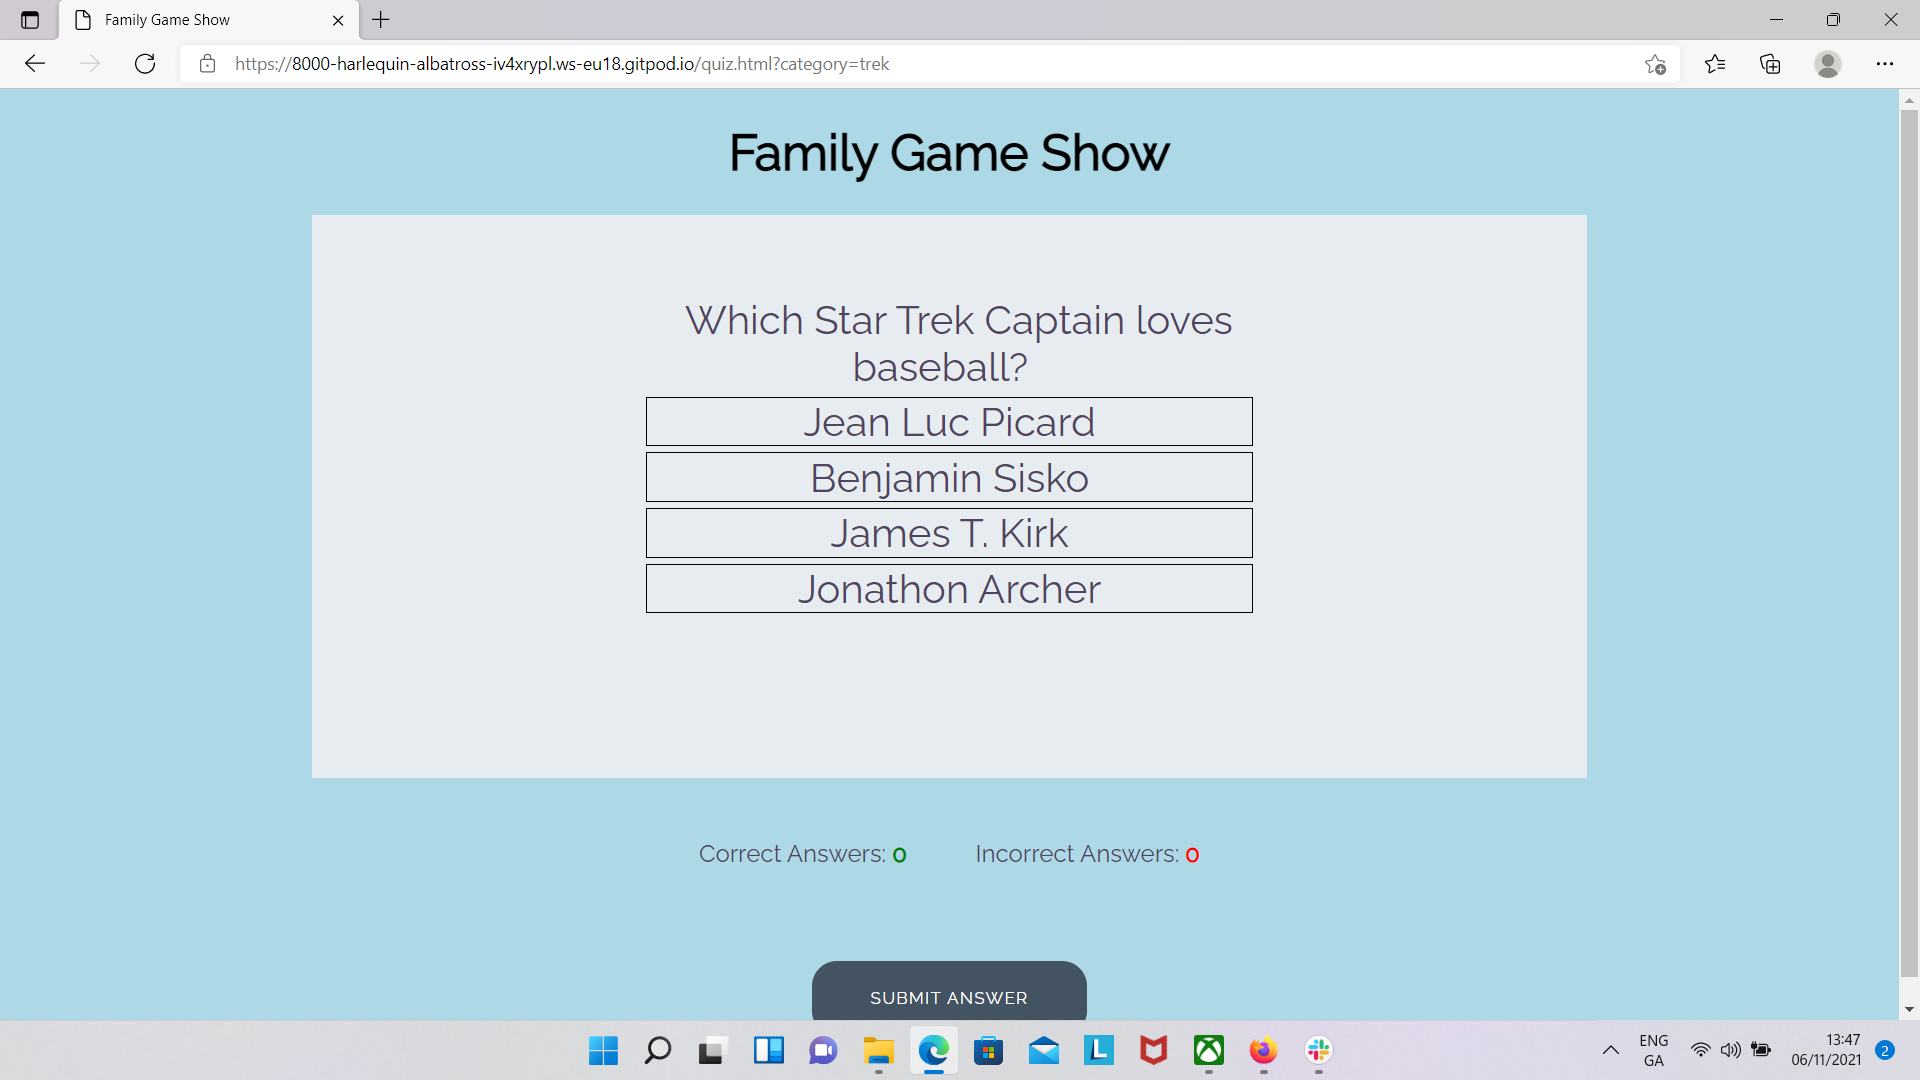 Family Game Show
https://8000-harlequin-albatross-iv4xrypl.ws-eu18.gitpod.io/quiz.html?category=trek
Family Game Show
Which Star Trek Captain loves
baseball?
Jean Luc Picard
Benjamin Sisko
James T. Kirk
Jonathon Archer
Correct Answers: 0
Incorrect Answers: 0
SUBMIT ANSWER
L
ENG
GA
13:47
06/11/2021
2